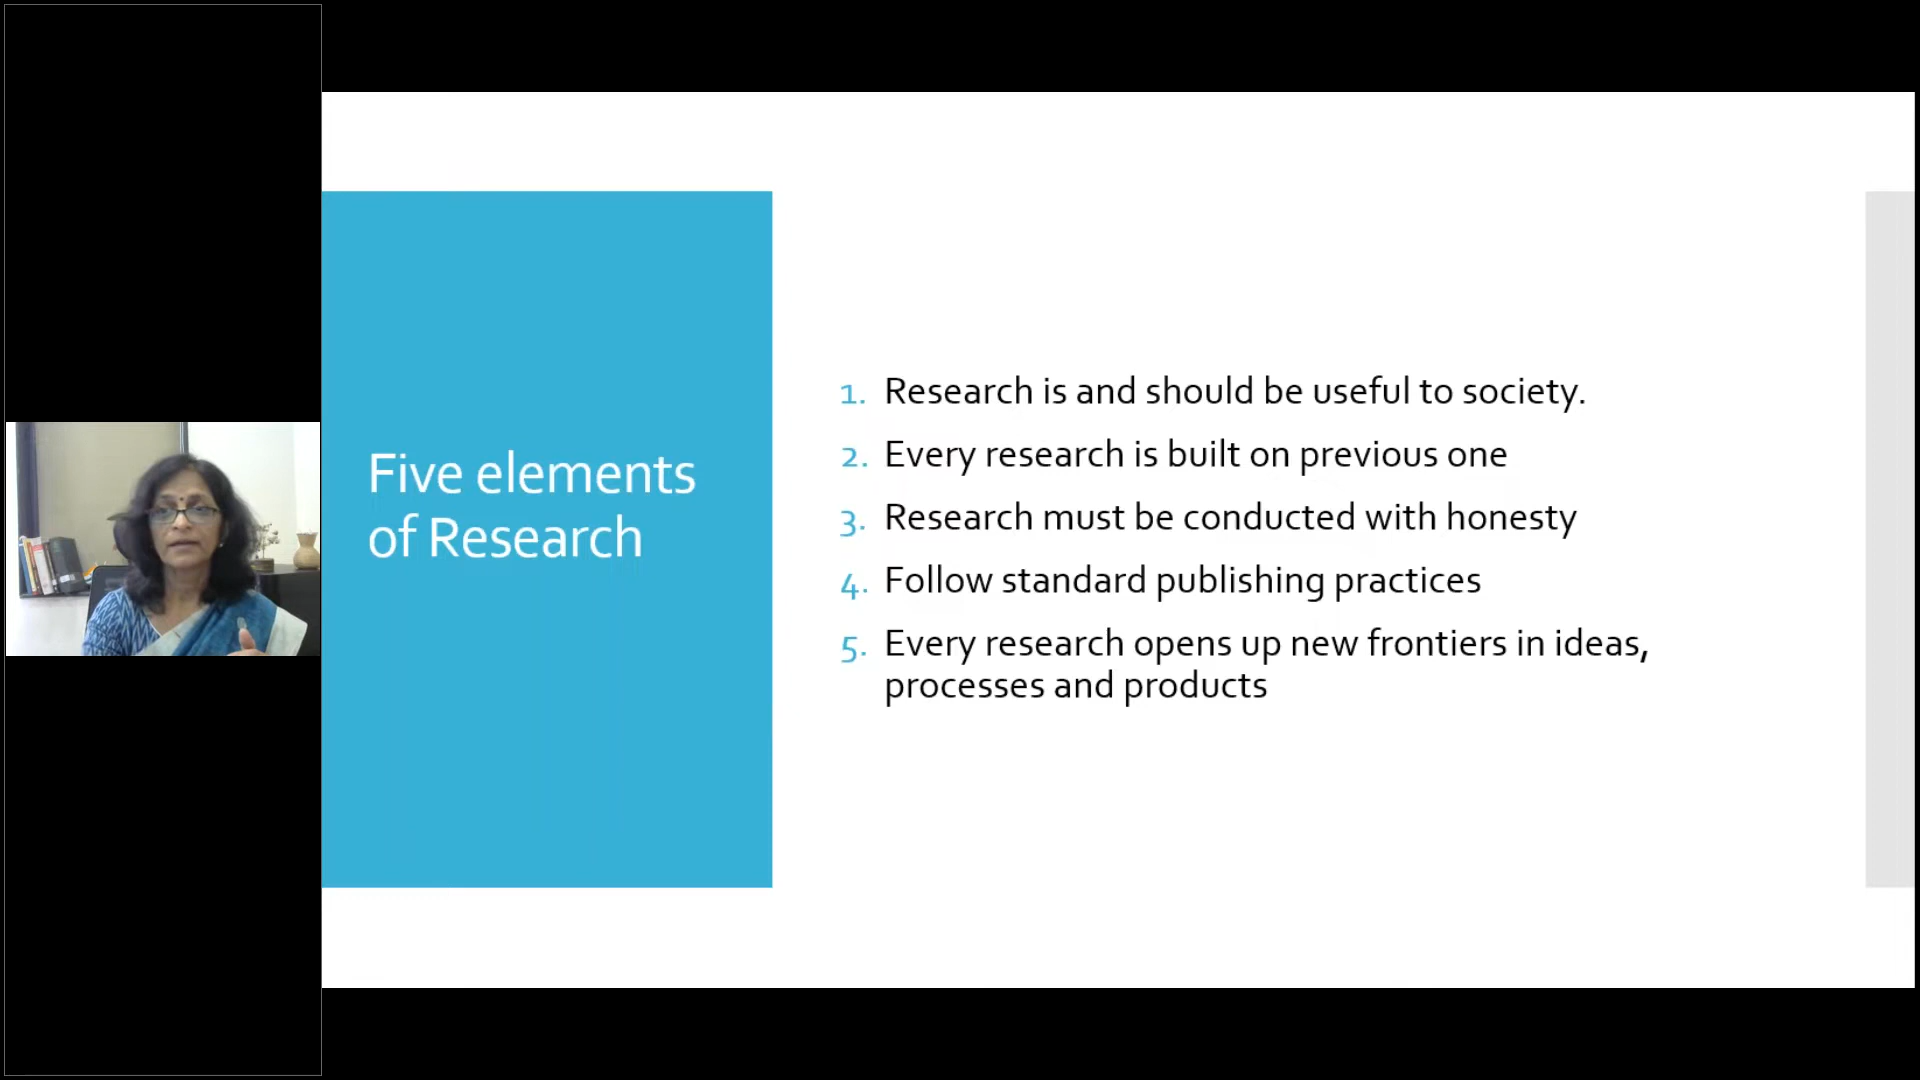 Five elements
of Research
1. Research is and should be useful to society.
2. Every research is built on previous one
3. Research must be conducted with honesty
4. Follow standard publishing practices
5. Every research opens up new frontiers in ideas,
processes and products